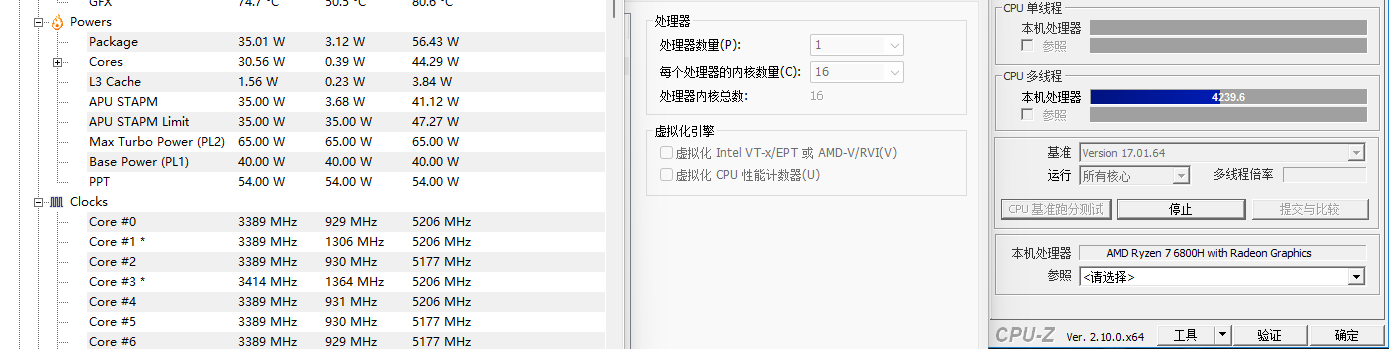 GFX 74.7 °C 50.5 °C 80.6 °C
Powers
Package 35.01 W 3.12 W 56.43 W
Cores 30.56 W 0.39 W 44.29 W
L3 Cache 1.56 W 0.23 W 3.84 W
APU STAPM 35.00 W 3.68 W 41.12 W
APU STAPM Limit 35.00 W 35.00 W 47.27 W
Max Turbo Power (PL2) 65.00 W 65.00 W 65.00 W
Base Power (PL1) 40.00 W 40.00 W 40.00 W
PPT 54.00 W 54.00 W 54.00 W
Clocks
Core #0 3389 MHz 929 MHz 5206 MHz
Core #1 * 3389 MHz 1306 MHz 5206 MHz
Core #2 3389 MHz 930 MHz 5177 MHz
Core #3 * 3414 MHz 1364 MHz 5206 MHz
Core #4 3389 MHz 931 MHz 5206 MHz
Core #5 3389 MHz 930 MHz 5177 MHz
Core #6 3389 MHz 929 MHz 5177 MHz
处理器
处理器数量(P): 1
每个处理器的内核数量(C): 16
处理器内核总数: 16
虚拟化引擎
虚拟化 Intel VT-x/EPT 或 AMD-V/RVI(V)
虚拟化 CPU 性能计数器(U)
CPU 单线程
本机处理器
参照
CPU 多线程
本机处理器 4239.6
参照
基准 Version 17.01.64
运行 所有核心 多线程倍率
CPU 基准跑分测试 停止 提交与比较
本机处理器 AMD Ryzen 7 6800H with Radeon Graphics
参照 <请选择>
CPU-Z Ver. 2.10.0.x64 工具 验证 确定